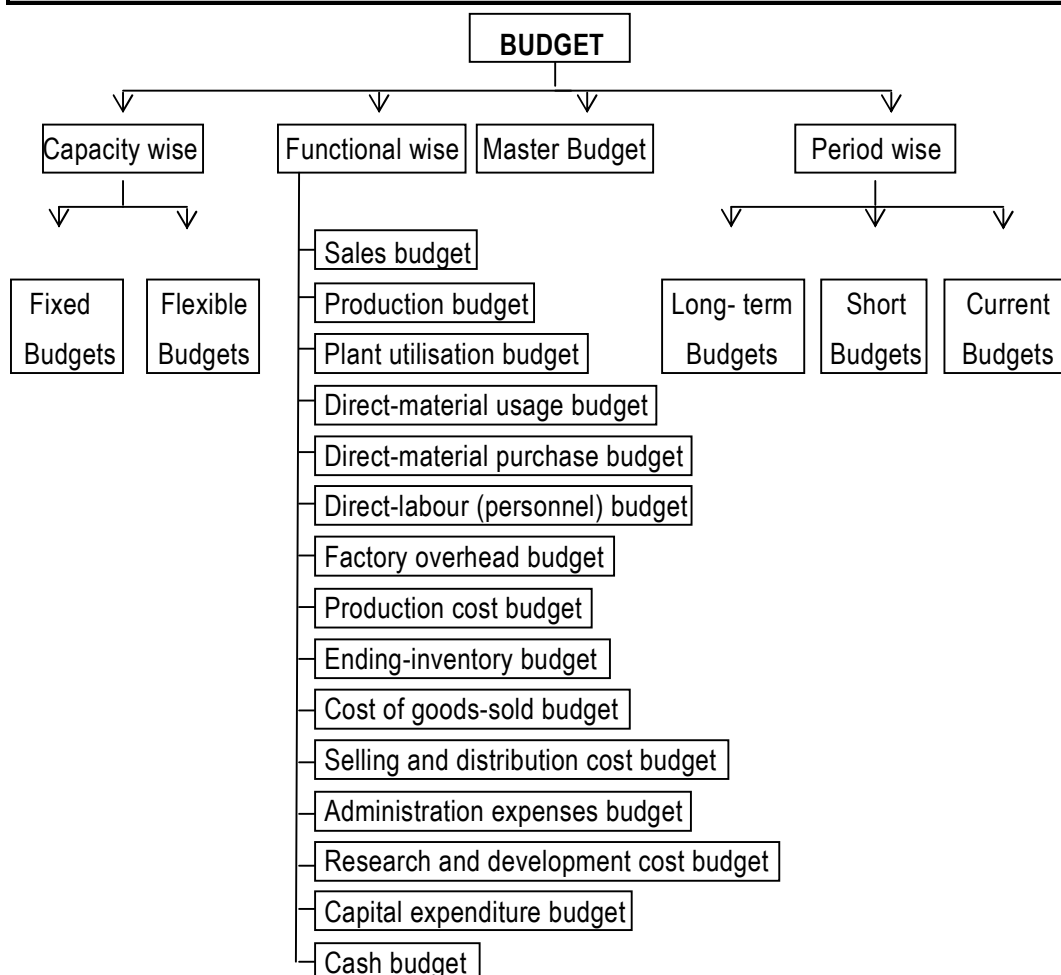 BUDGET
Capacity wise
Functional wise
Master Budget
Period wise
Fixed
Budgets
Flexible
Budgets
Sales budget
Production budget
Plant utilisation budget
Direct-material usage budget
Direct-material purchase budget
Direct-labour (personnel) budget
Factory overhead budget
Production cost budget
Ending-inventory budget
Cost of goods-sold budget
Selling and distribution cost budget
Administration expenses budget
Research and development cost budget
Capital expenditure budget
Cash budget
Long- term
Budgets
Short
Budgets
Current
Budgets